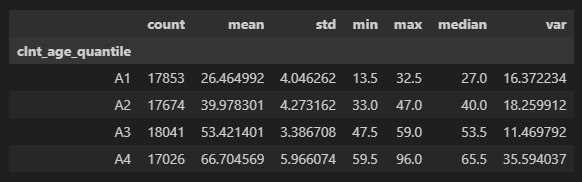 count mean std min max median var
clnt_age_quantile
A1 17853 26.464992 4.046262 13.5 32.5 27.0 16.372234
A2 17674 39.978301 4.273162 33.0 47.0 40.0 18.259912
A3 18041 53.421401 3.386708 47.5 59.0 53.5 11.469792
A4 17026 66.704569 5.966074 59.5 96.0 65.5 35.594037